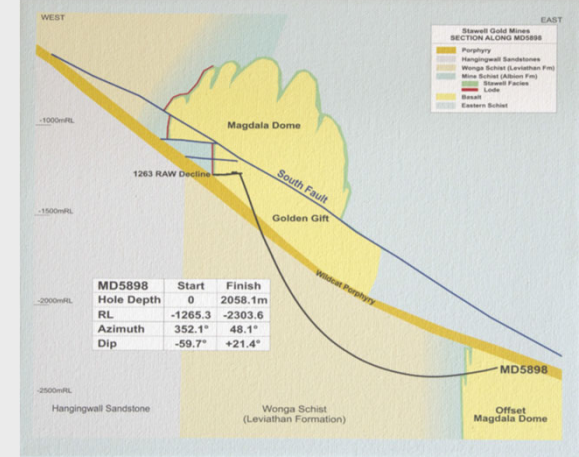 WEST
EAST
Stawell Gold Mines
SECTION ALONG MD5898
Porphyry
Hangingwall Sandstones
Wonga Schist (Leviathan Fm)
Mine Schist (Albion Fm)
Stawell Facies
Lode
Basalt
Eastern Schist
-1000mRL
Magdala Dome
1263 RAW Decline
South Fault
-1500mRL
Golden Gift
Wildcat Porphyry
MD5898 Start Finish
Hole Depth 0 2058.1m
RL -1265.3 -2303.6
Azimuth 352.1° 48.1°
Dip -59.7° +21.4°
-2000mRL
MD5898
-2500mRL
Hangingwall Sandstone
Wonga Schist
(Leviathan Formation)
Offset
Magdala Dome